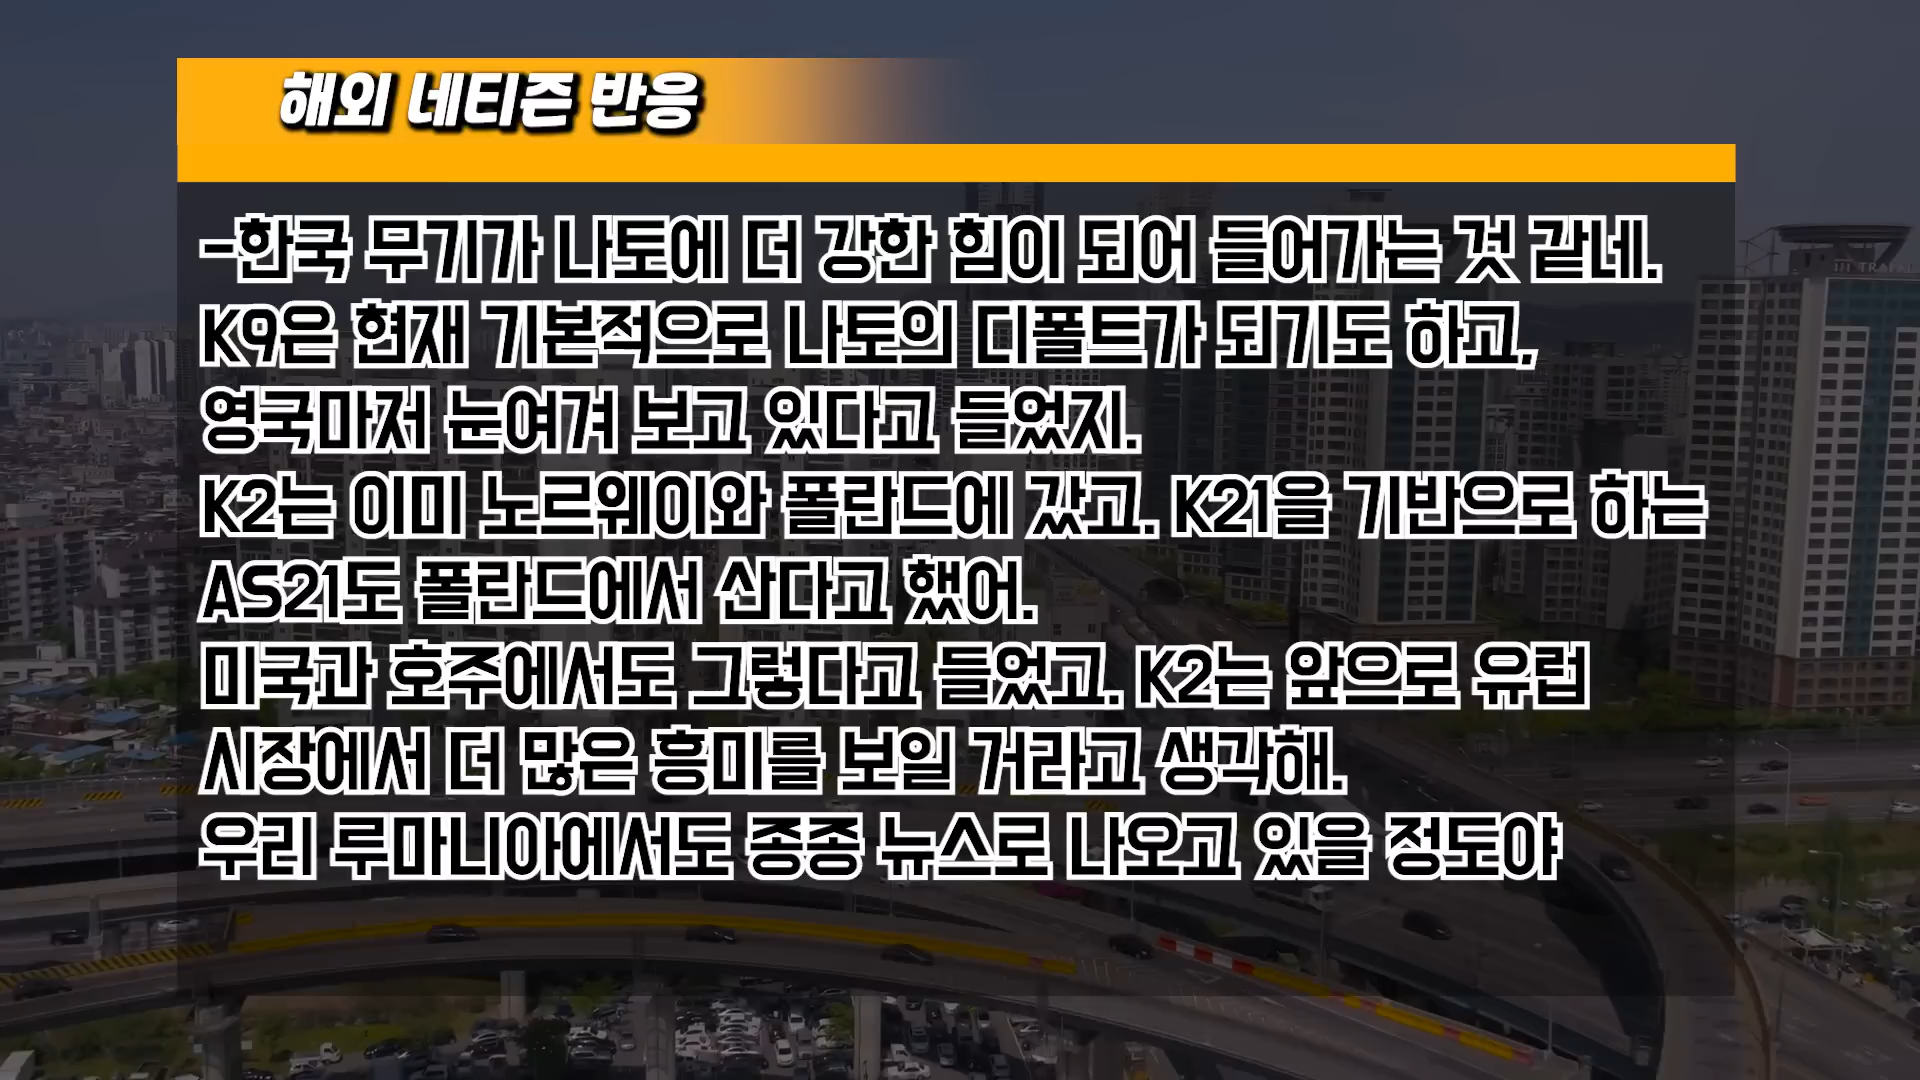 해외 네티즌 반응
-한국 무기가 나토에 더 강한 힘이 되어 들어가는 것 같네.
K9은 현재 기본적으로 나토의 디폴트가 되기도 하고,
영국마저 눈여겨 보고 있다고 들었지.
K2는 이미 노르웨이와 폴란드에 갔고. K21을 기반으로 하는
AS21도 폴란드에서 산다고 했어.
미국과 호주에서도 그렇다고 들었고. K2는 앞으로 유럽
시장에서 더 많은 흥미를 보일 거라고 생각해.
우리 루마니아에서도 종종 뉴스로 나오고 있을 정도야